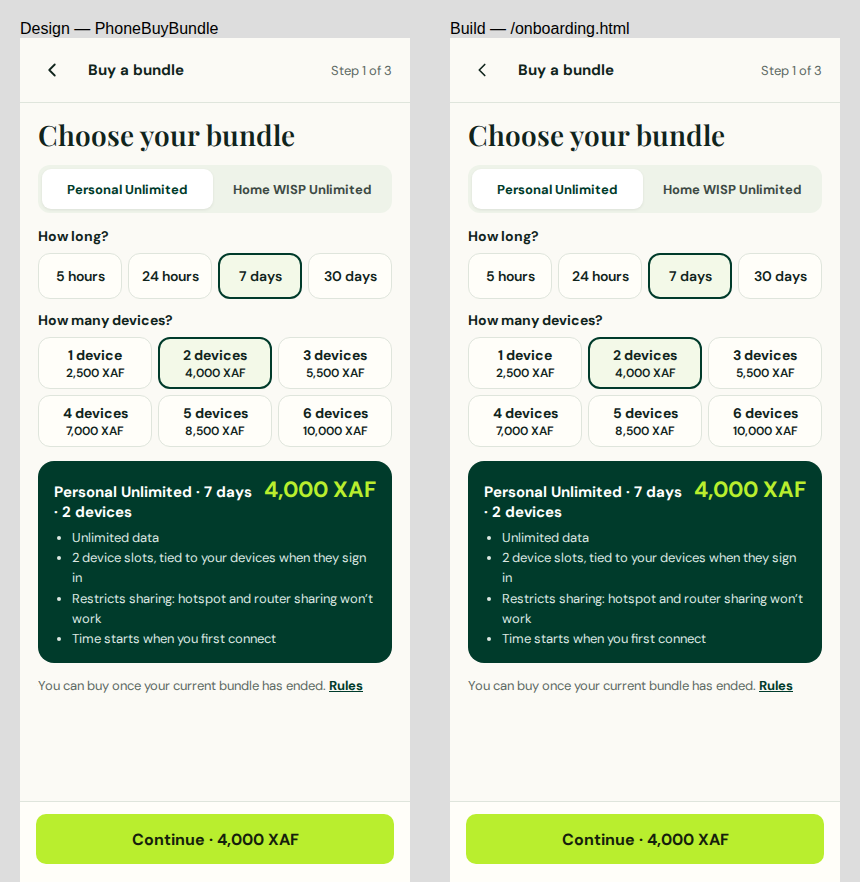 Design — PhoneBuyBundle
Buy a bundle
Step 1 of 3
Choose your bundle
Personal Unlimited
Home WISP Unlimited
How long?
5 hours
24 hours
7 days
30 days
How many devices?
1 device
2,500 XAF
2 devices
4,000 XAF
3 devices
5,500 XAF
4 devices
7,000 XAF
5 devices
8,500 XAF
6 devices
10,000 XAF
Personal Unlimited · 7 days
· 2 devices
4,000 XAF
• Unlimited data
• 2 device slots, tied to your devices when they sign
in
• Restricts sharing: hotspot and router sharing won’t
work
• Time starts when you first connect
You can buy once your current bundle has ended. Rules
Continue · 4,000 XAF
Build — /onboarding.html
Buy a bundle
Step 1 of 3
Choose your bundle
Personal Unlimited
Home WISP Unlimited
How long?
5 hours
24 hours
7 days
30 days
How many devices?
1 device
2,500 XAF
2 devices
4,000 XAF
3 devices
5,500 XAF
4 devices
7,000 XAF
5 devices
8,500 XAF
6 devices
10,000 XAF
Personal Unlimited · 7 days
· 2 devices
4,000 XAF
• Unlimited data
• 2 device slots, tied to your devices when they sign
in
• Restricts sharing: hotspot and router sharing won’t
work
• Time starts when you first connect
You can buy once your current bundle has ended. Rules
Continue · 4,000 XAF